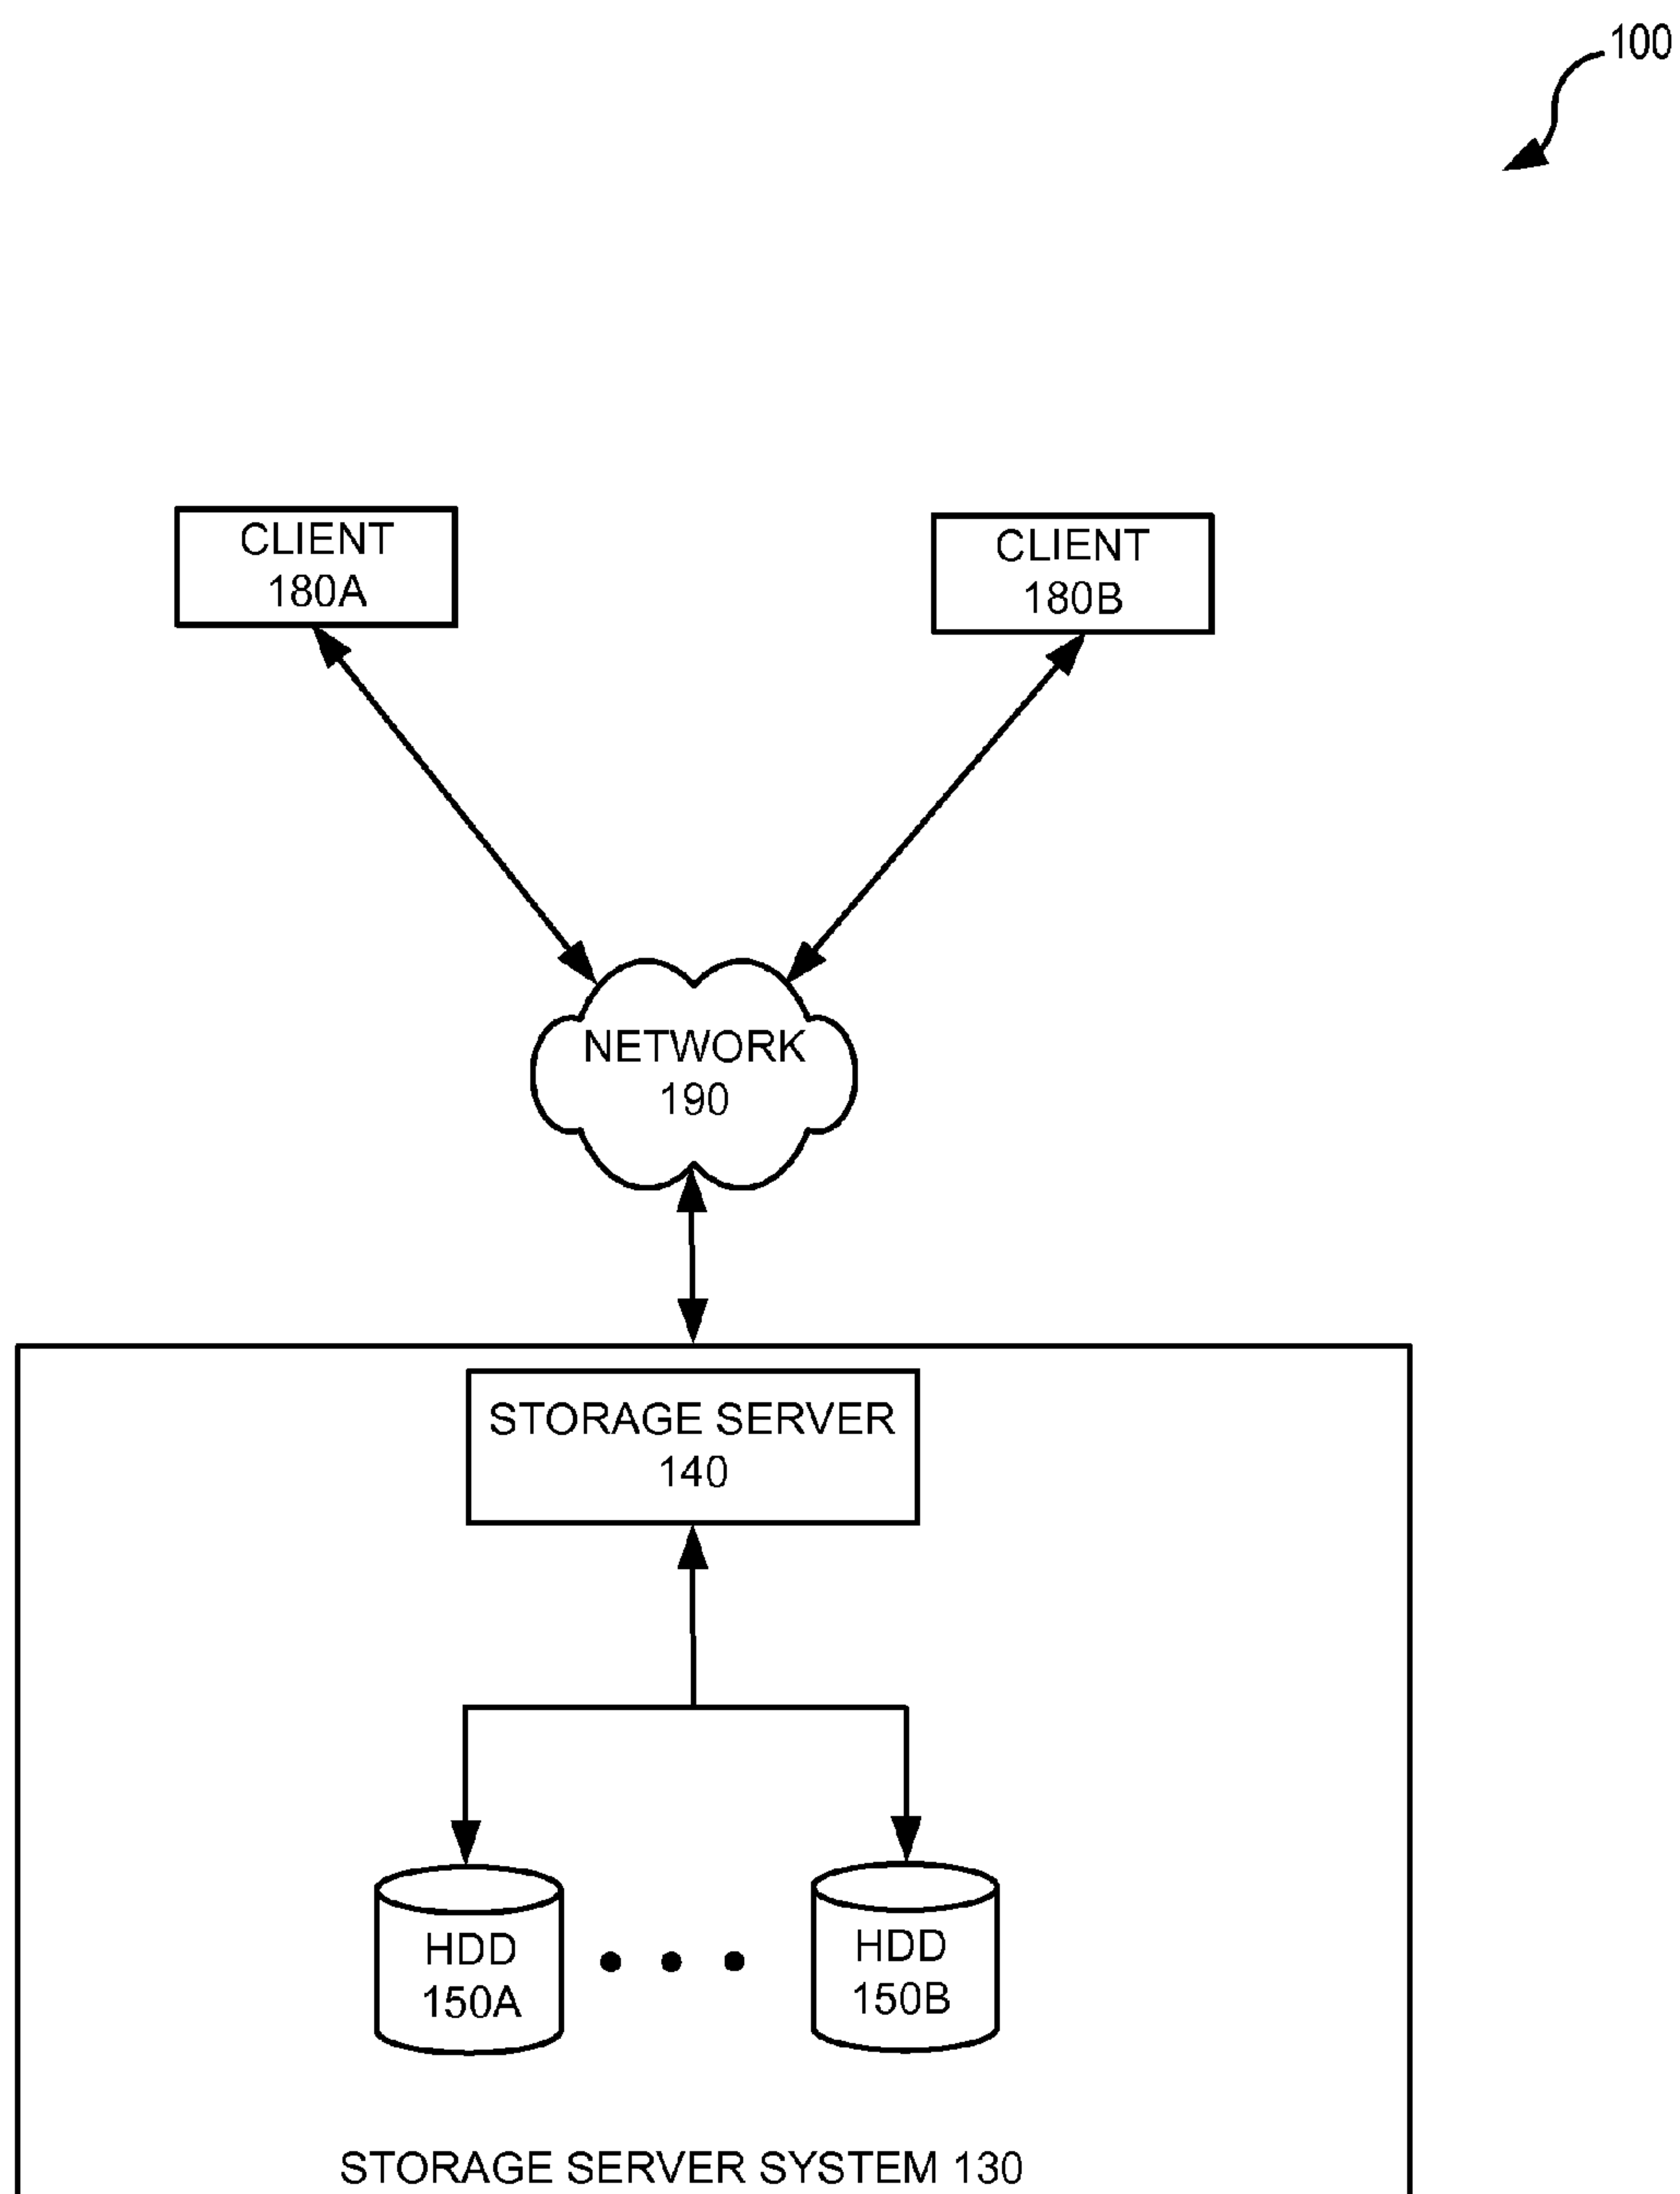 100
CLIENT
180A
CLIENT
180B
NETWORK
190
STORAGE SERVER
140
HDD
150A
HDD
150B
STORAGE SERVER SYSTEM 130